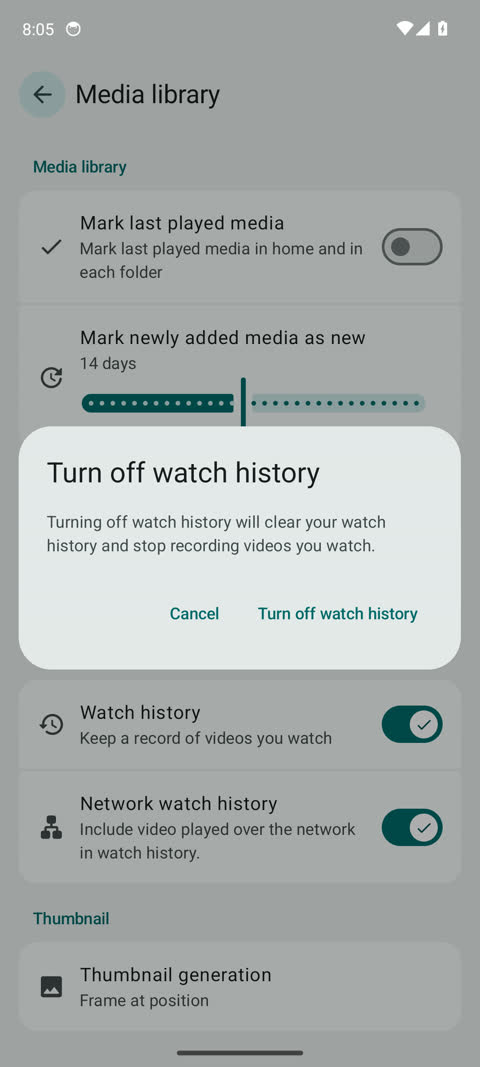 8:05
Media library
Media library
Mark last played media
Mark last played media in home and in
each folder
Mark newly added media as new
14 days
Turn off watch history
Turning off watch history will clear your watch
history and stop recording videos you watch.
Cancel
Turn off watch history
Watch history
Keep a record of videos you watch
Network watch history
Include video played over the network
in watch history.
Thumbnail
Thumbnail generation
Frame at position